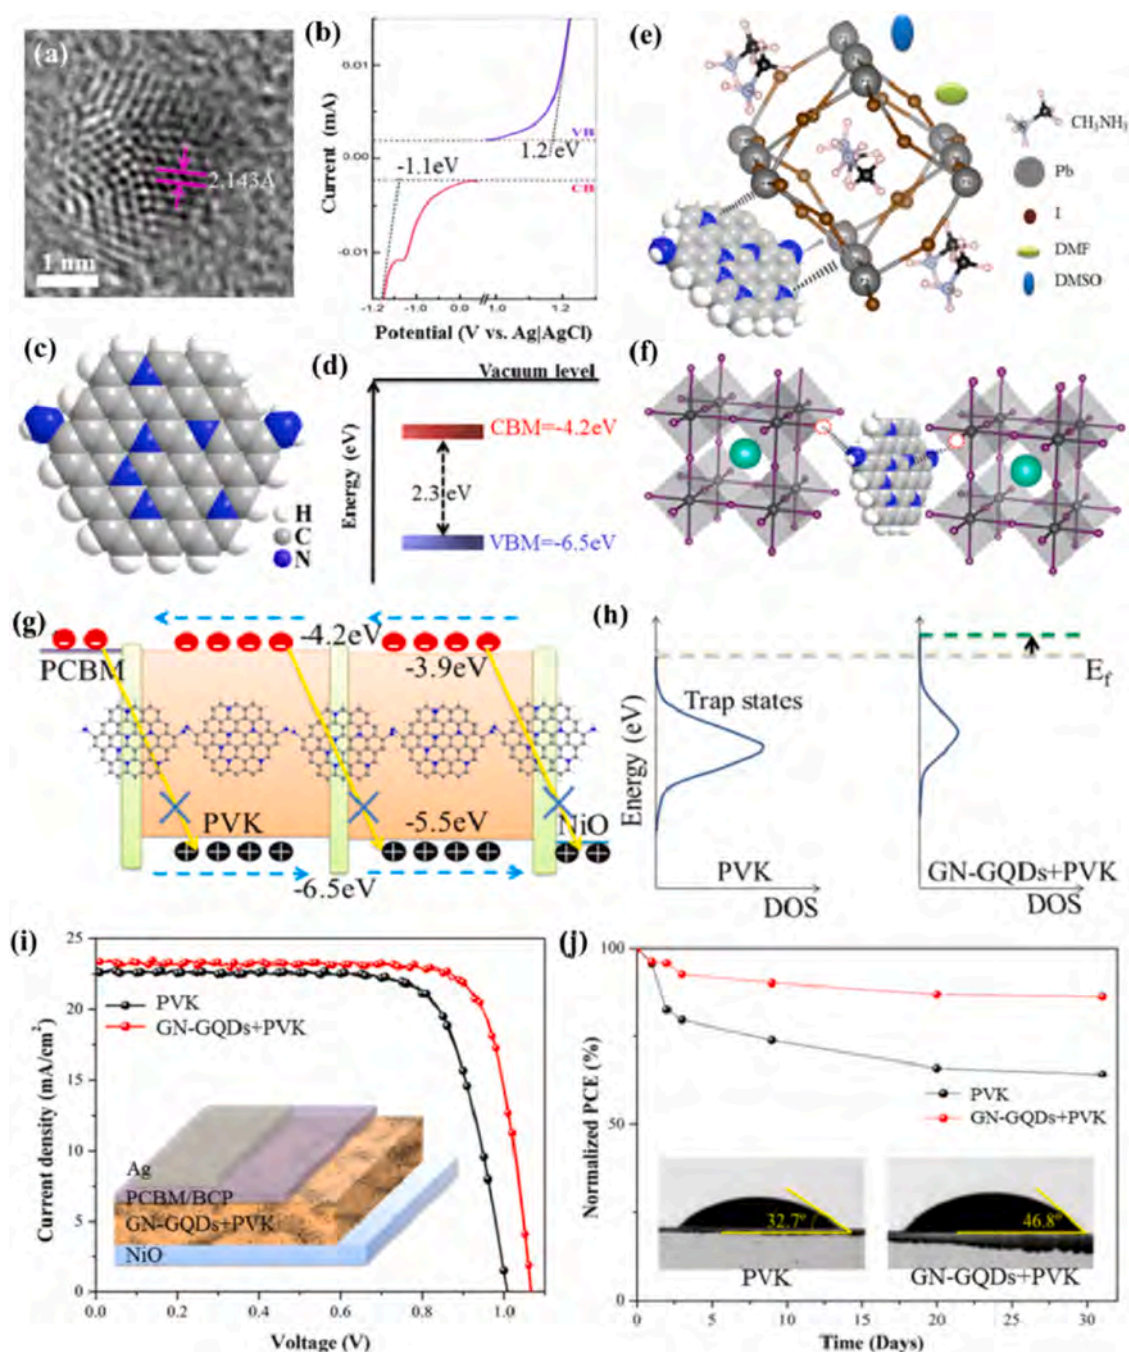 (a)
2.143Å
1 nm
(b)
Current (mA)
0.01
0.00
-0.01
VB
1.2 eV
-1.1eV
CB
-1.2
0.0
1.2
Potential (V vs. Ag|AgCl)
(c)
H
C
N
(d)
Vacuum level
Energy (eV)
CBM=-4.2eV
2.3 eV
VBM=-6.5eV
(e)
CH₃NH₃
Pb
I
DMF
DMSO
(f)
(g)
-4.2eV
PCBM
-3.9eV
PVK
-5.5eV
NiO
-6.5eV
(h)
Energy (eV)
Trap states
E_f
PVK
GN-GQDs+PVK
DOS
DOS
(i)
Current density (mA/cm²)
25
20
15
10
5
0
PVK
GN-GQDs+PVK
Ag
PCBM/BCP
GN-GQDs+PVK
NiO
0.0 0.2 0.4 0.6 0.8 1.0
Voltage (V)
(j)
Normalized PCE (%)
100
50
0
PVK
GN-GQDs+PVK
32.7°
46.8°
PVK
GN-GQDs+PVK
0 5 10 15 20 25 30
Time (Days)